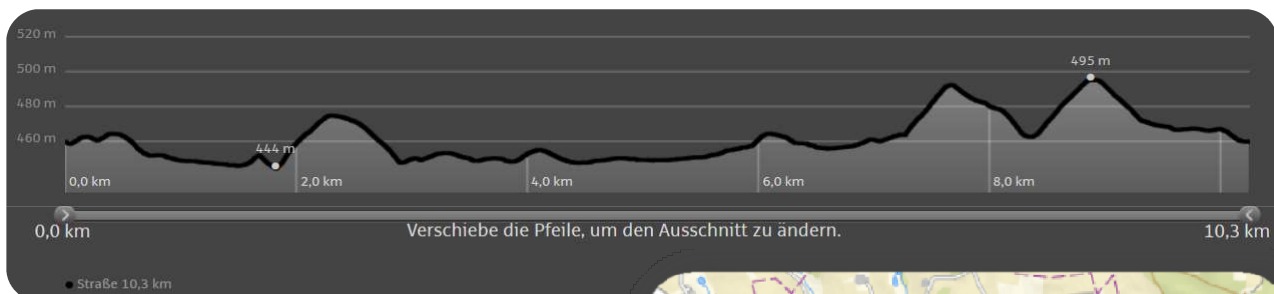 520 m
500 m
495 m
480 m
460 m
444 m
0,0 km
2,0 km
4,0 km
6,0 km
8,0 km
0,0 km
Verschiebe die Pfeile, um den Ausschnitt zu ändern.
10,3 km
Straße 10,3 km